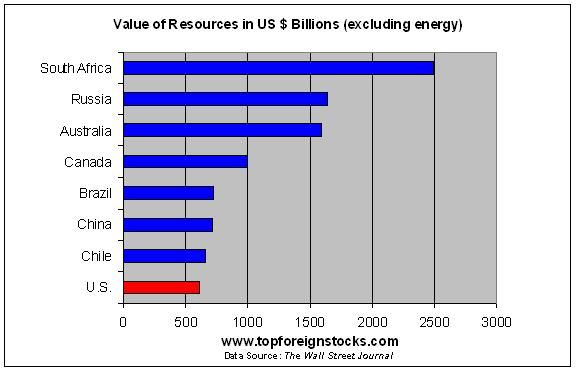 Value of Resources in US $ Billions (excluding energy)
South Africa
Russia
Australia
Canada
Brazil
China
Chile
U.S.
0 500 1000 1500 2000 2500 3000
www.topforeignstocks.com
Data Source: The Wall Street Journal